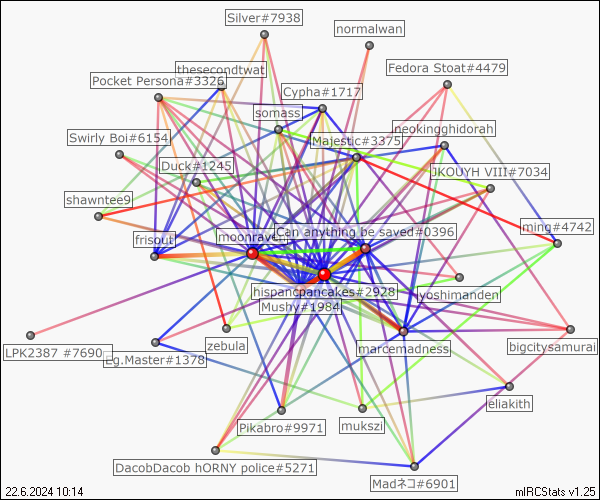 Silver#7938
normalwan
Fedora Stoat#4479
thesecondtwat
Pocket Persona#3326
Cypha#1717
somass
neokingghidorah
Majestic#3375
Swirly Boi#6154
Duck#1245
JKOUYH VIII#7034
shawntee9
ming#4742
Can anything be saved#0396
moonraven
frisout
hispancpancakes#2928
yoshimanden
Mushy#1984
LPK2387 #7690
Eg.Master#1378
zebula
marcemadness
bigcitysamurai
eliakith
Pikabro#9971
mukszi
DacobDacob hORNY police#5271
Madネコ#6901
22.6.2024 10:14
mIRCStats v1.25